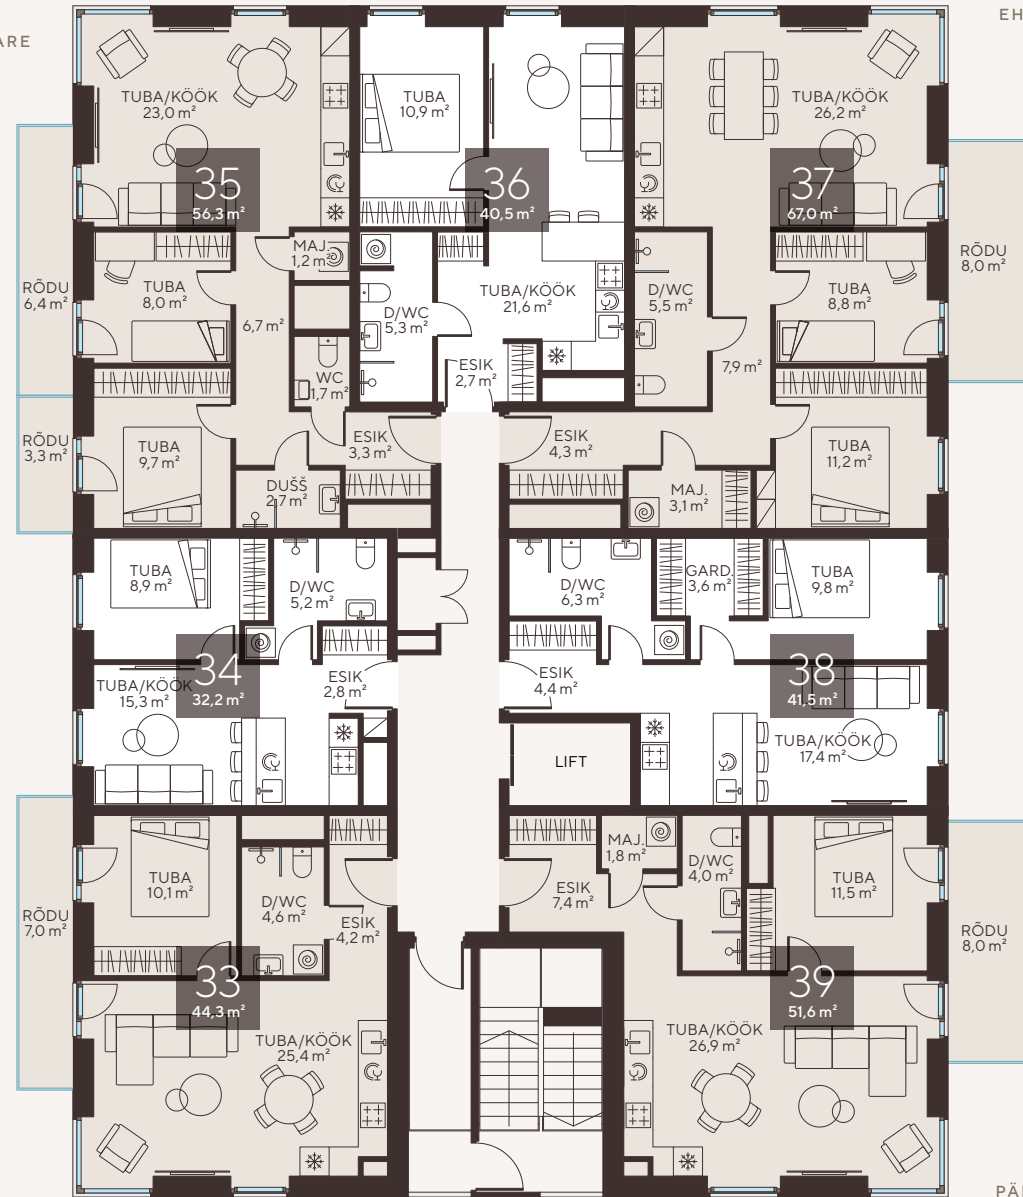 EH
ARE
TUBA/KÖÖK
23,0 m²
TUBA
10,9 m²
TUBA/KÖÖK
26,2 m²
35
56,3 m²
36
40,5 m²
37
67,0 m²
RÕDU
6,4 m²
TUBA
8,0 m²
6,7 m²
MAJ.
1,2 m²
D/WC
5,3 m²
TUBA/KÖÖK
21,6 m²
D/WC
5,5 m²
TUBA
8,8 m²
RÕDU
8,0 m²
WC
1,7 m²
ESIK
2,7 m²
7,9 m²
RÕDU
3,3 m²
TUBA
9,7 m²
ESIK
3,3 m²
ESIK
4,3 m²
TUBA
11,2 m²
DUŠŠ
2,7 m²
MAJ.
3,1 m²
TUBA
8,9 m²
D/WC
5,2 m²
D/WC
6,3 m²
GARD.
3,6 m²
TUBA
9,8 m²
34
32,2 m²
ESIK
2,8 m²
ESIK
4,4 m²
38
41,5 m²
TUBA/KÖÖK
15,3 m²
LIFT
TUBA/KÖÖK
17,4 m²
TUBA
10,1 m²
D/WC
4,6 m²
MAJ.
1,8 m²
D/WC
4,0 m²
TUBA
11,5 m²
RÕDU
7,0 m²
ESIK
4,2 m²
ESIK
7,4 m²
RÕDU
8,0 m²
33
44,3 m²
39
51,6 m²
TUBA/KÖÖK
25,4 m²
TUBA/KÖÖK
26,9 m²
PÄI